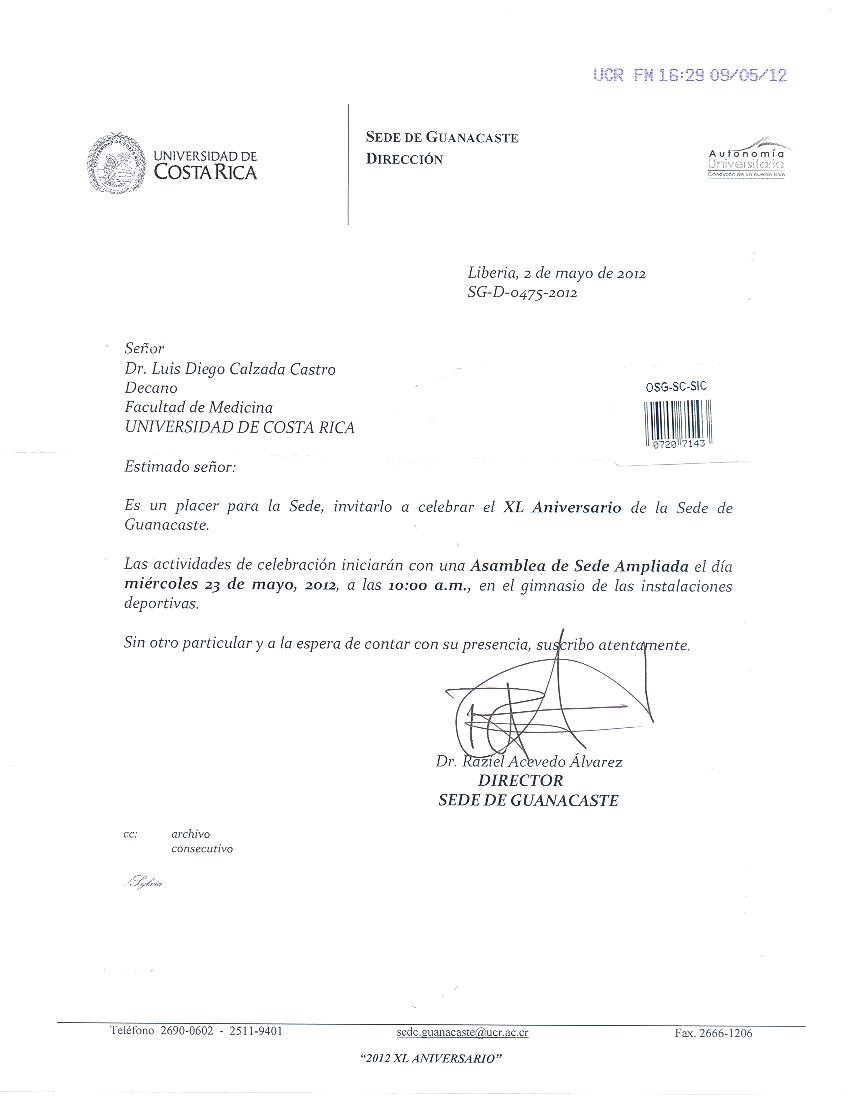 UCR FM 16:29 09/05/12
UNIVERSIDAD DE
COSTA RICA
SEDE DE GUANACASTE
DIRECCIÓN
Autonomía
Universitaria
Condición de un pueblo libre
Liberia, 2 de mayo de 2012
SG-D-0475-2012
Señor
Dr. Luis Diego Calzada Castro
Decano
Facultad de Medicina
UNIVERSIDAD DE COSTA RICA
OSG-SC-SIC
07207143
Estimado señor:
Es un placer para la Sede, invitarlo a celebrar el XL Aniversario de la Sede de
Guanacaste.
Las actividades de celebración iniciarán con una Asamblea de Sede Ampliada el día
miércoles 23 de mayo, 2012, a las 10:00 a.m., en el gimnasio de las instalaciones
deportivas.
Sin otro particular y a la espera de contar con su presencia, suscribo atentamente.
Dr. Raziel Acevedo Álvarez
DIRECTOR
SEDE DE GUANACASTE
cc: archivo
consecutivo
/Sylvia
Teléfono 2690-0602 - 2511-9401
sede.guanacaste@ucr.ac.cr
Fax. 2666-1206
"2012 XL ANIVERSARIO"